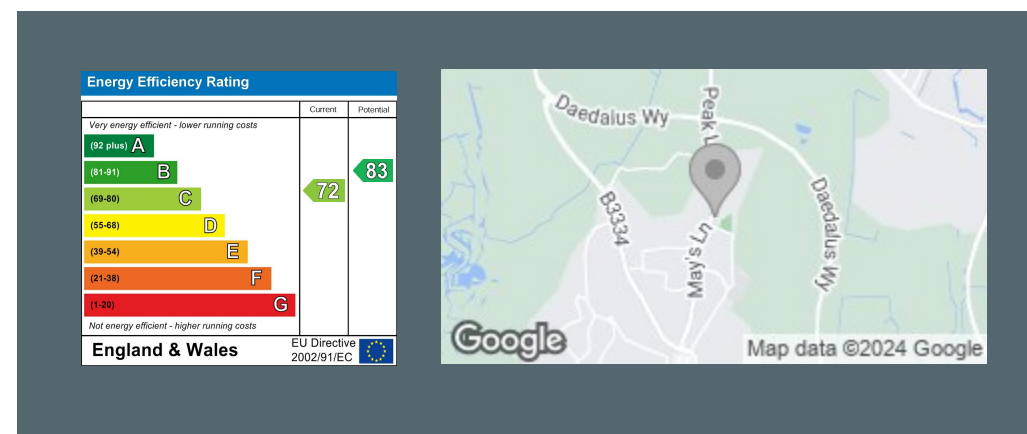 Energy Efficiency Rating
Current Potential
Very energy efficient - lower running costs
(92 plus) A
(81-91) B
83
(69-80) C
72
(55-68) D
(39-54) E
(21-38) F
(1-20) G
Not energy efficient - higher running costs
England & Wales
EU Directive
2002/91/EC
Daedalus Wy
Peak L
B3334
May's Ln
Daedalus Wy
Google
Map data ©2024 Google